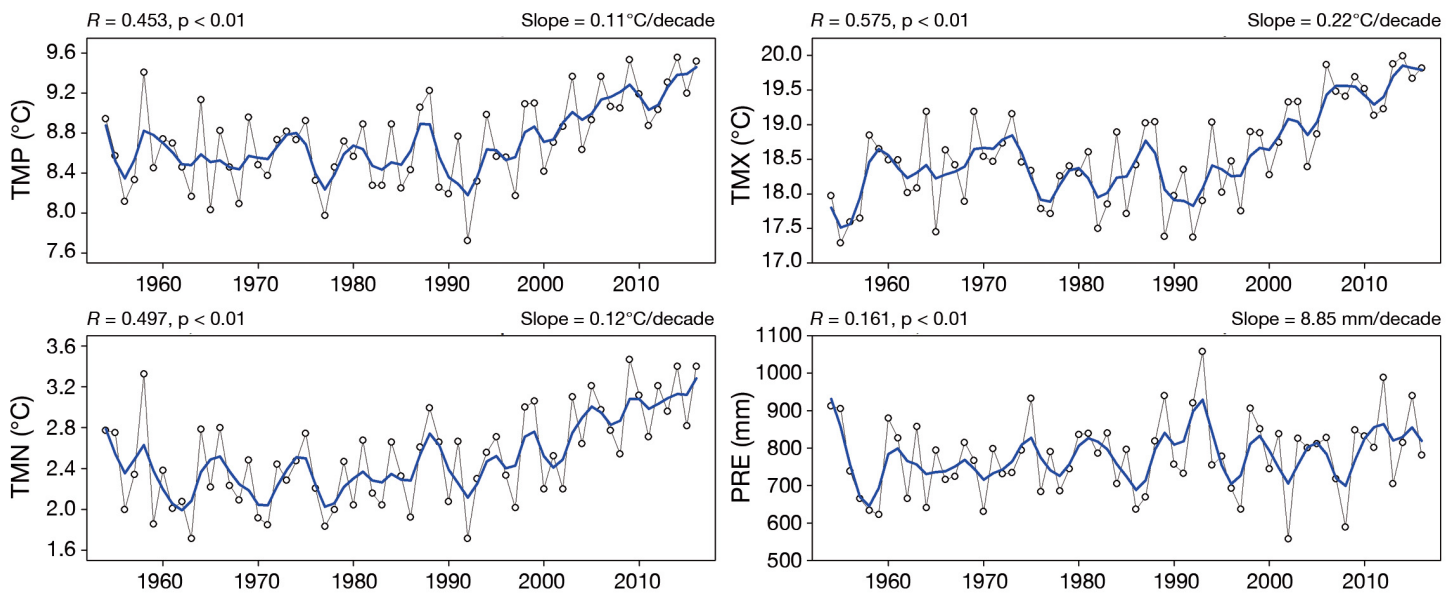 R = 0.453, p < 0.01 Slope = 0.11°C/decade
TMP (°C)
9.6
9.2
8.8
8.4
8.0
7.6
1960 1970 1980 1990 2000 2010
R = 0.575, p < 0.01 Slope = 0.22°C/decade
TMX (°C)
20.0
19.5
19.0
18.5
18.0
17.5
17.0
1960 1970 1980 1990 2000 2010
R = 0.497, p < 0.01 Slope = 0.12°C/decade
TMN (°C)
3.6
3.2
2.8
2.4
2.0
1.6
1960 1970 1980 1990 2000 2010
R = 0.161, p < 0.01 Slope = 8.85 mm/decade
PRE (mm)
1100
1000
900
800
700
600
500
1960 1970 1980 1990 2000 2010